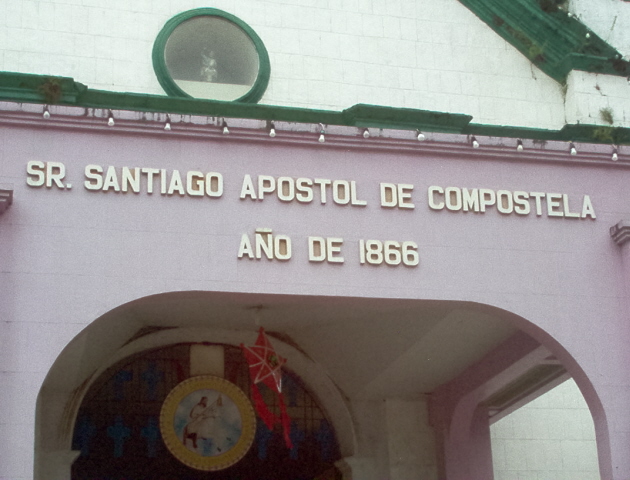 SR. SANTIAGO APOSTOL DE COMPOSTELA
AÑO DE 1866